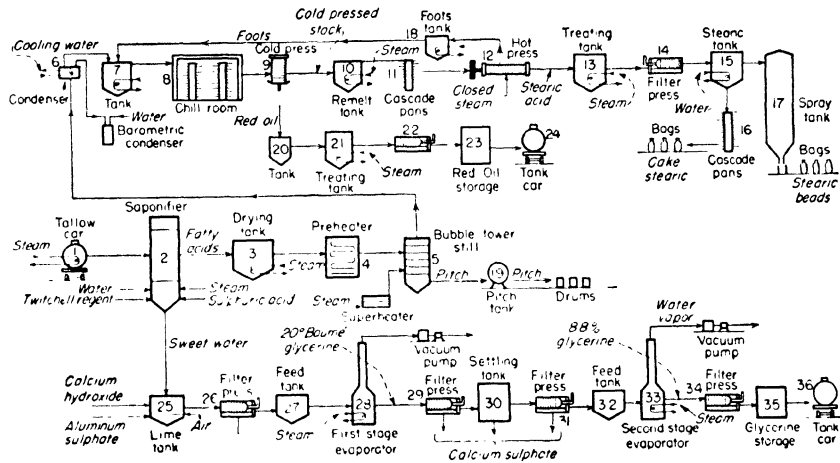 Cooling water
6
Condenser
Water
Barametric
condenser
Foots
7
Tank
8
Chill room
Cold pressed
stock
Cold press
9
Steam
10
Remelt
tank
11
Cascade
pans
Foots
tank
18
12
Hot
press
Closed
steam
Stearic
acid
Treating
tank
13
Steam
14
Filter
press
Steanc
tank
15
Water
16
Cascade
pans
Bags
Cake
stearic
17
Spray
tank
Bags
Stearic
beads
Red oil
20
Tank
21
Treating
tank
Steam
22
23
Red Oil
storage
24
Tank
car
Tallow
car
Steam
1
Saponifier
2
Water
Twitchell regent
Steam
Sulphuric acid
Fatty
acids
Drying
tank
3
Steam
Preheater
4
Steam
Superheater
Bubble tower
still
5
Pitch
19
Pitch
Pitch
tank
Drums
Sweet water
Calcium
hydroxide
Aluminum
sulphate
25
Lime
tank
Air
26
Filter
Feed
tank
27
Steam
20° Baumé
glycerine
28
First stage
evaporator
Vacuum
pump
29
Filter
press
Settling
tank
30
Filter
press
31
Calcium sulphate
Feed
tank
32
88%
glycerine
Water
vapor
Vacuum
pump
33
Second stage
evaporator
Steam
34
Filter
press
35
Glycerine
storage
36
Tank
car